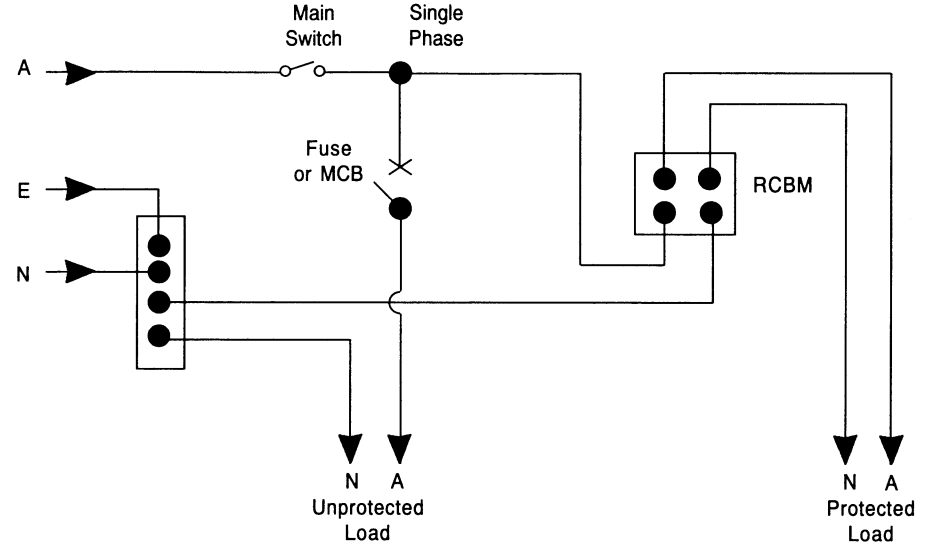 Main
Switch
Single
Phase
A
Fuse
or MCB
E
RCBM
N
N A
Unprotected
Load
N A
Protected
Load